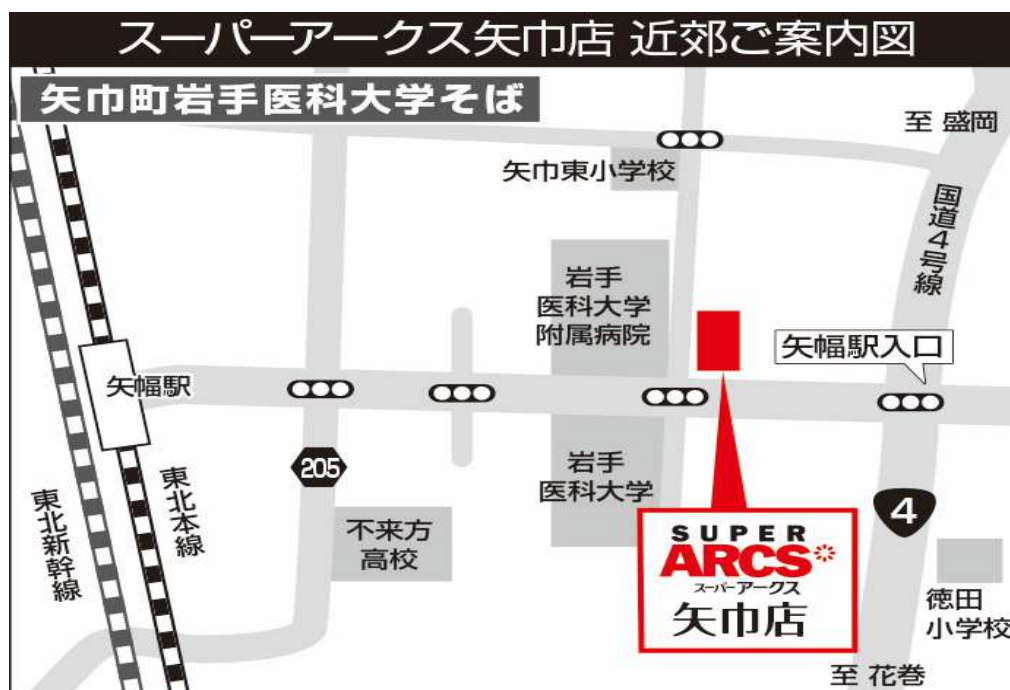 スーパーアークス矢巾店 近郊ご案内図
矢巾町岩手医科大学そば
至 盛岡
矢巾東小学校
国道4号線
岩手
医科大学
附属病院
矢幅駅入口
矢幅駅
205
岩手
医科大学
東北新幹線
東北本線
不来方
高校
4
SUPER
ARCS
スーパーアークス
矢巾店
徳田
小学校
至 花巻